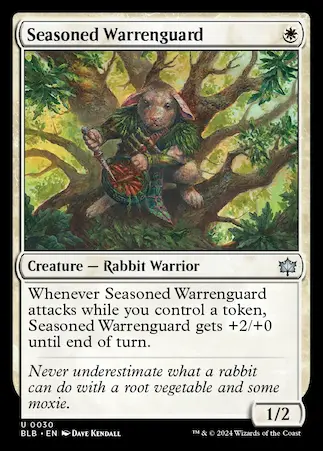 Seasoned Warrenguard
Creature — Rabbit Warrior
Whenever Seasoned Warrenguard
attacks while you control a token,
Seasoned Warrenguard gets +2/+0
until end of turn.
Never underestimate what a rabbit
can do with a root vegetable and some
moxie.
1/2
U 0030
BLB • EN Dave Kendall
™ & © 2024 Wizards of the Coast